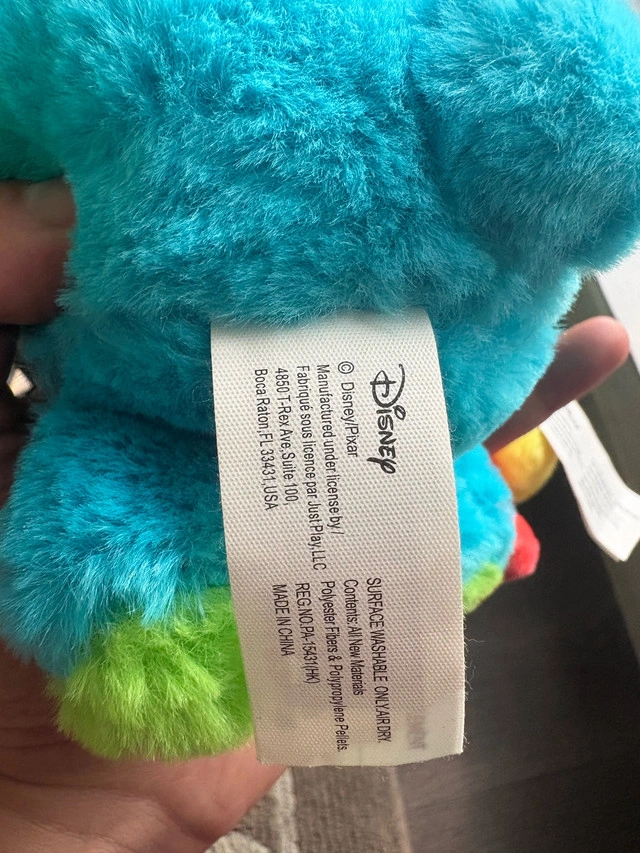 Disney
© Disney/Pixar
Manufactured under license by/
Fabriqué sous licence par Just Play,LLC
4850 T-Rex Ave,Suite 100,
Boca Raton,FL 33431,USA
SURFACE WASHABLE ONLY.AIR DRY.
Contents: All New Materials
Polyester Fibers & Polypropylene Pellets.
REG.NO.PA-15431(HK)
MADE IN CHINA